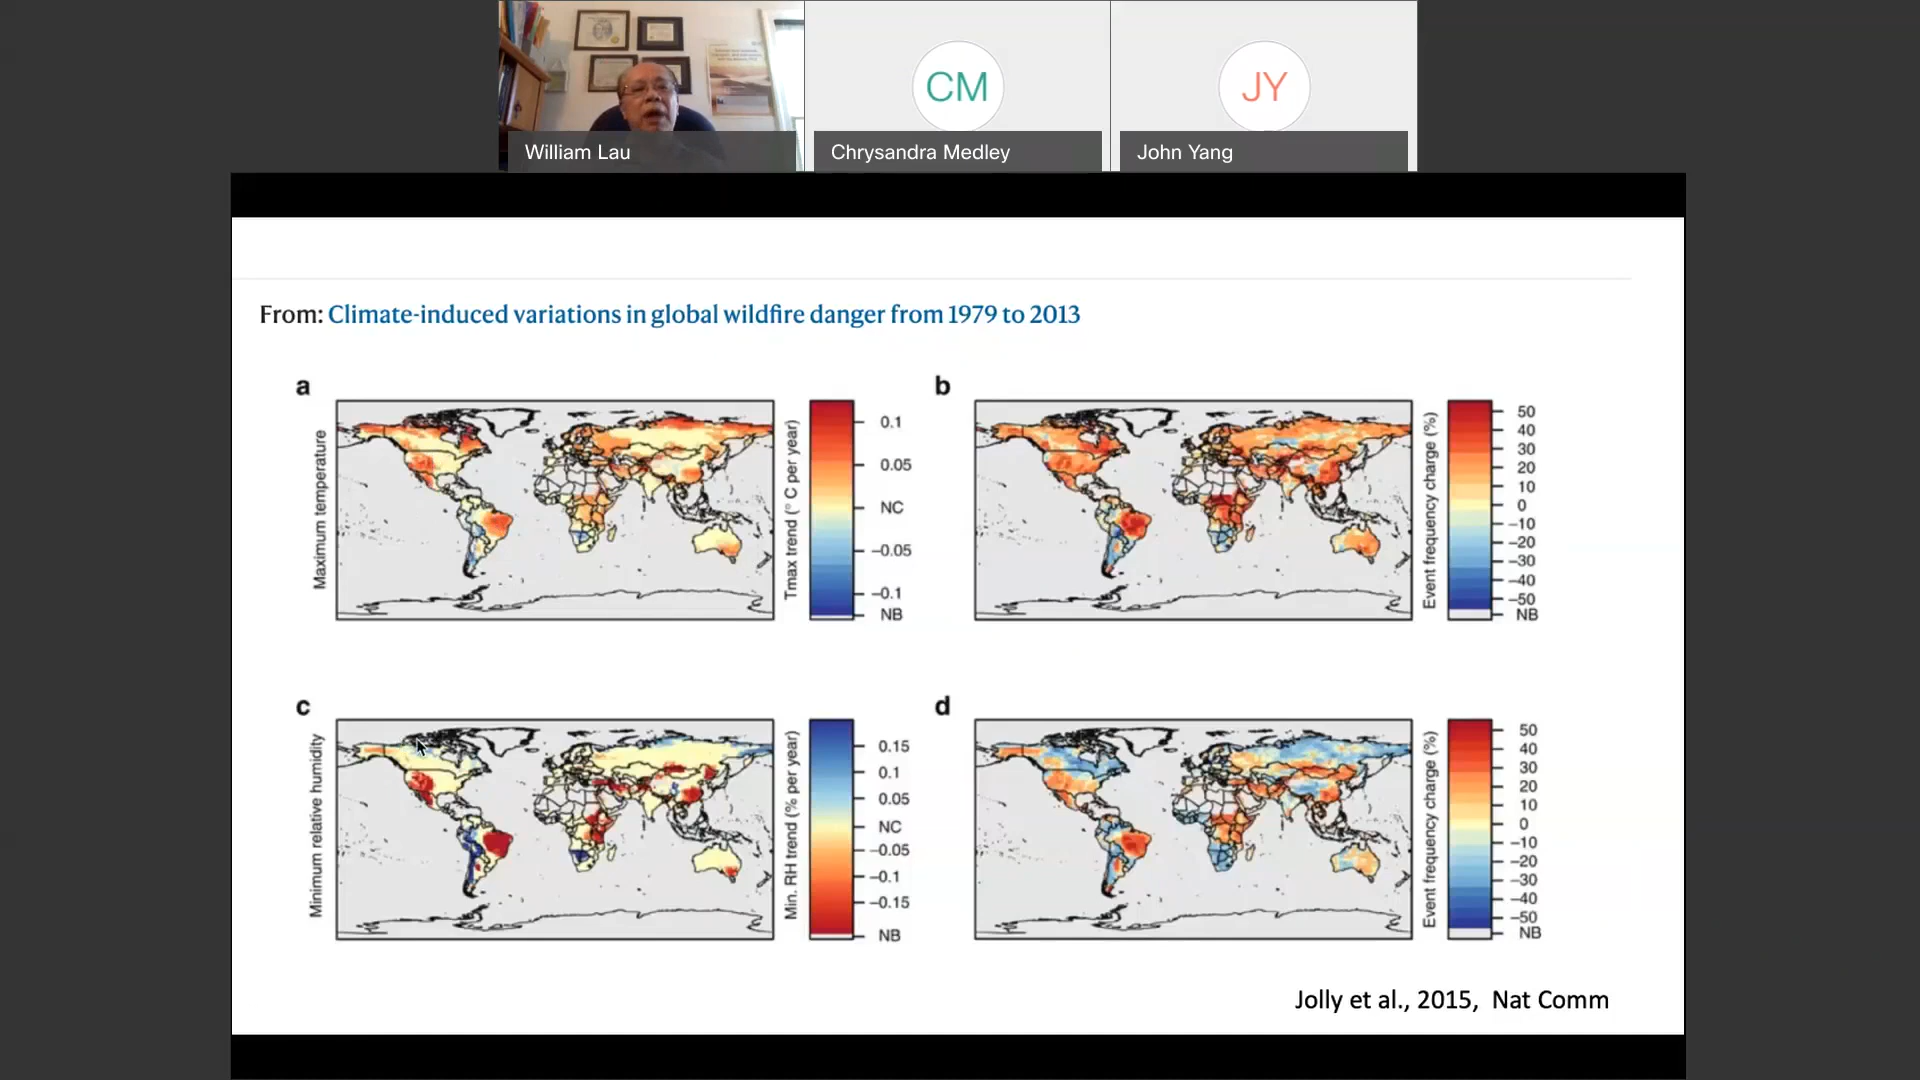 CM
JY
William Lau
Chrysandra Medley
John Yang
From: Climate-induced variations in global wildfire danger from 1979 to 2013
a
Maximum temperature
0.1
0.05
NC
−0.05
−0.1
NB
Tmax trend (° C per year)
b
Event frequency charge (%)
50
40
30
20
10
0
−10
−20
−30
−40
−50
NB
c
Minimum relative humidity
Min. RH trend (% per year)
0.15
0.1
0.05
NC
−0.05
−0.1
−0.15
NB
d
Event frequency charge (%)
50
40
30
20
10
0
−10
−20
−30
−40
−50
NB
Jolly et al., 2015, Nat Comm